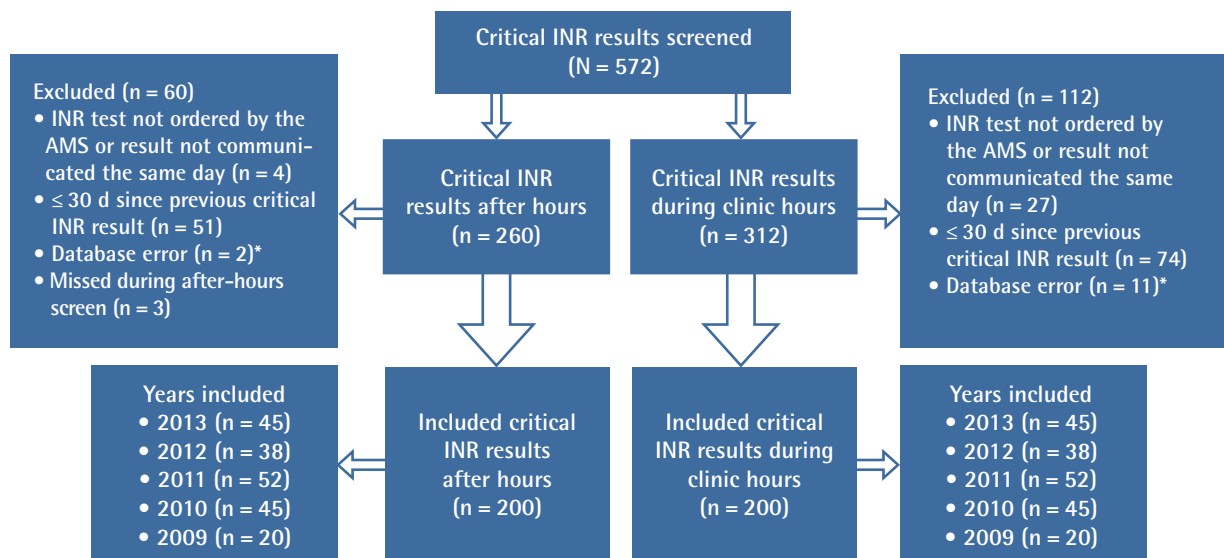 Critical INR results screened
(N = 572)
Excluded (n = 60)
• INR test not ordered by the
AMS or result not communi-
cated the same day (n = 4)
• ≤ 30 d since previous critical
INR result (n = 51)
• Database error (n = 2)*
• Missed during after-hours
screen (n = 3)
Critical INR
results after hours
(n = 260)
Critical INR results
during clinic hours
(n = 312)
Excluded (n = 112)
• INR test not ordered by
the AMS or result not
communicated the same
day (n = 27)
• ≤ 30 d since previous
critical INR result (n = 74)
• Database error (n = 11)*
Years included
• 2013 (n = 45)
• 2012 (n = 38)
• 2011 (n = 52)
• 2010 (n = 45)
• 2009 (n = 20)
Included critical
INR results
after hours
(n = 200)
Included critical
INR results during
clinic hours
(n = 200)
Years included
• 2013 (n = 45)
• 2012 (n = 38)
• 2011 (n = 52)
• 2010 (n = 45)
• 2009 (n = 20)